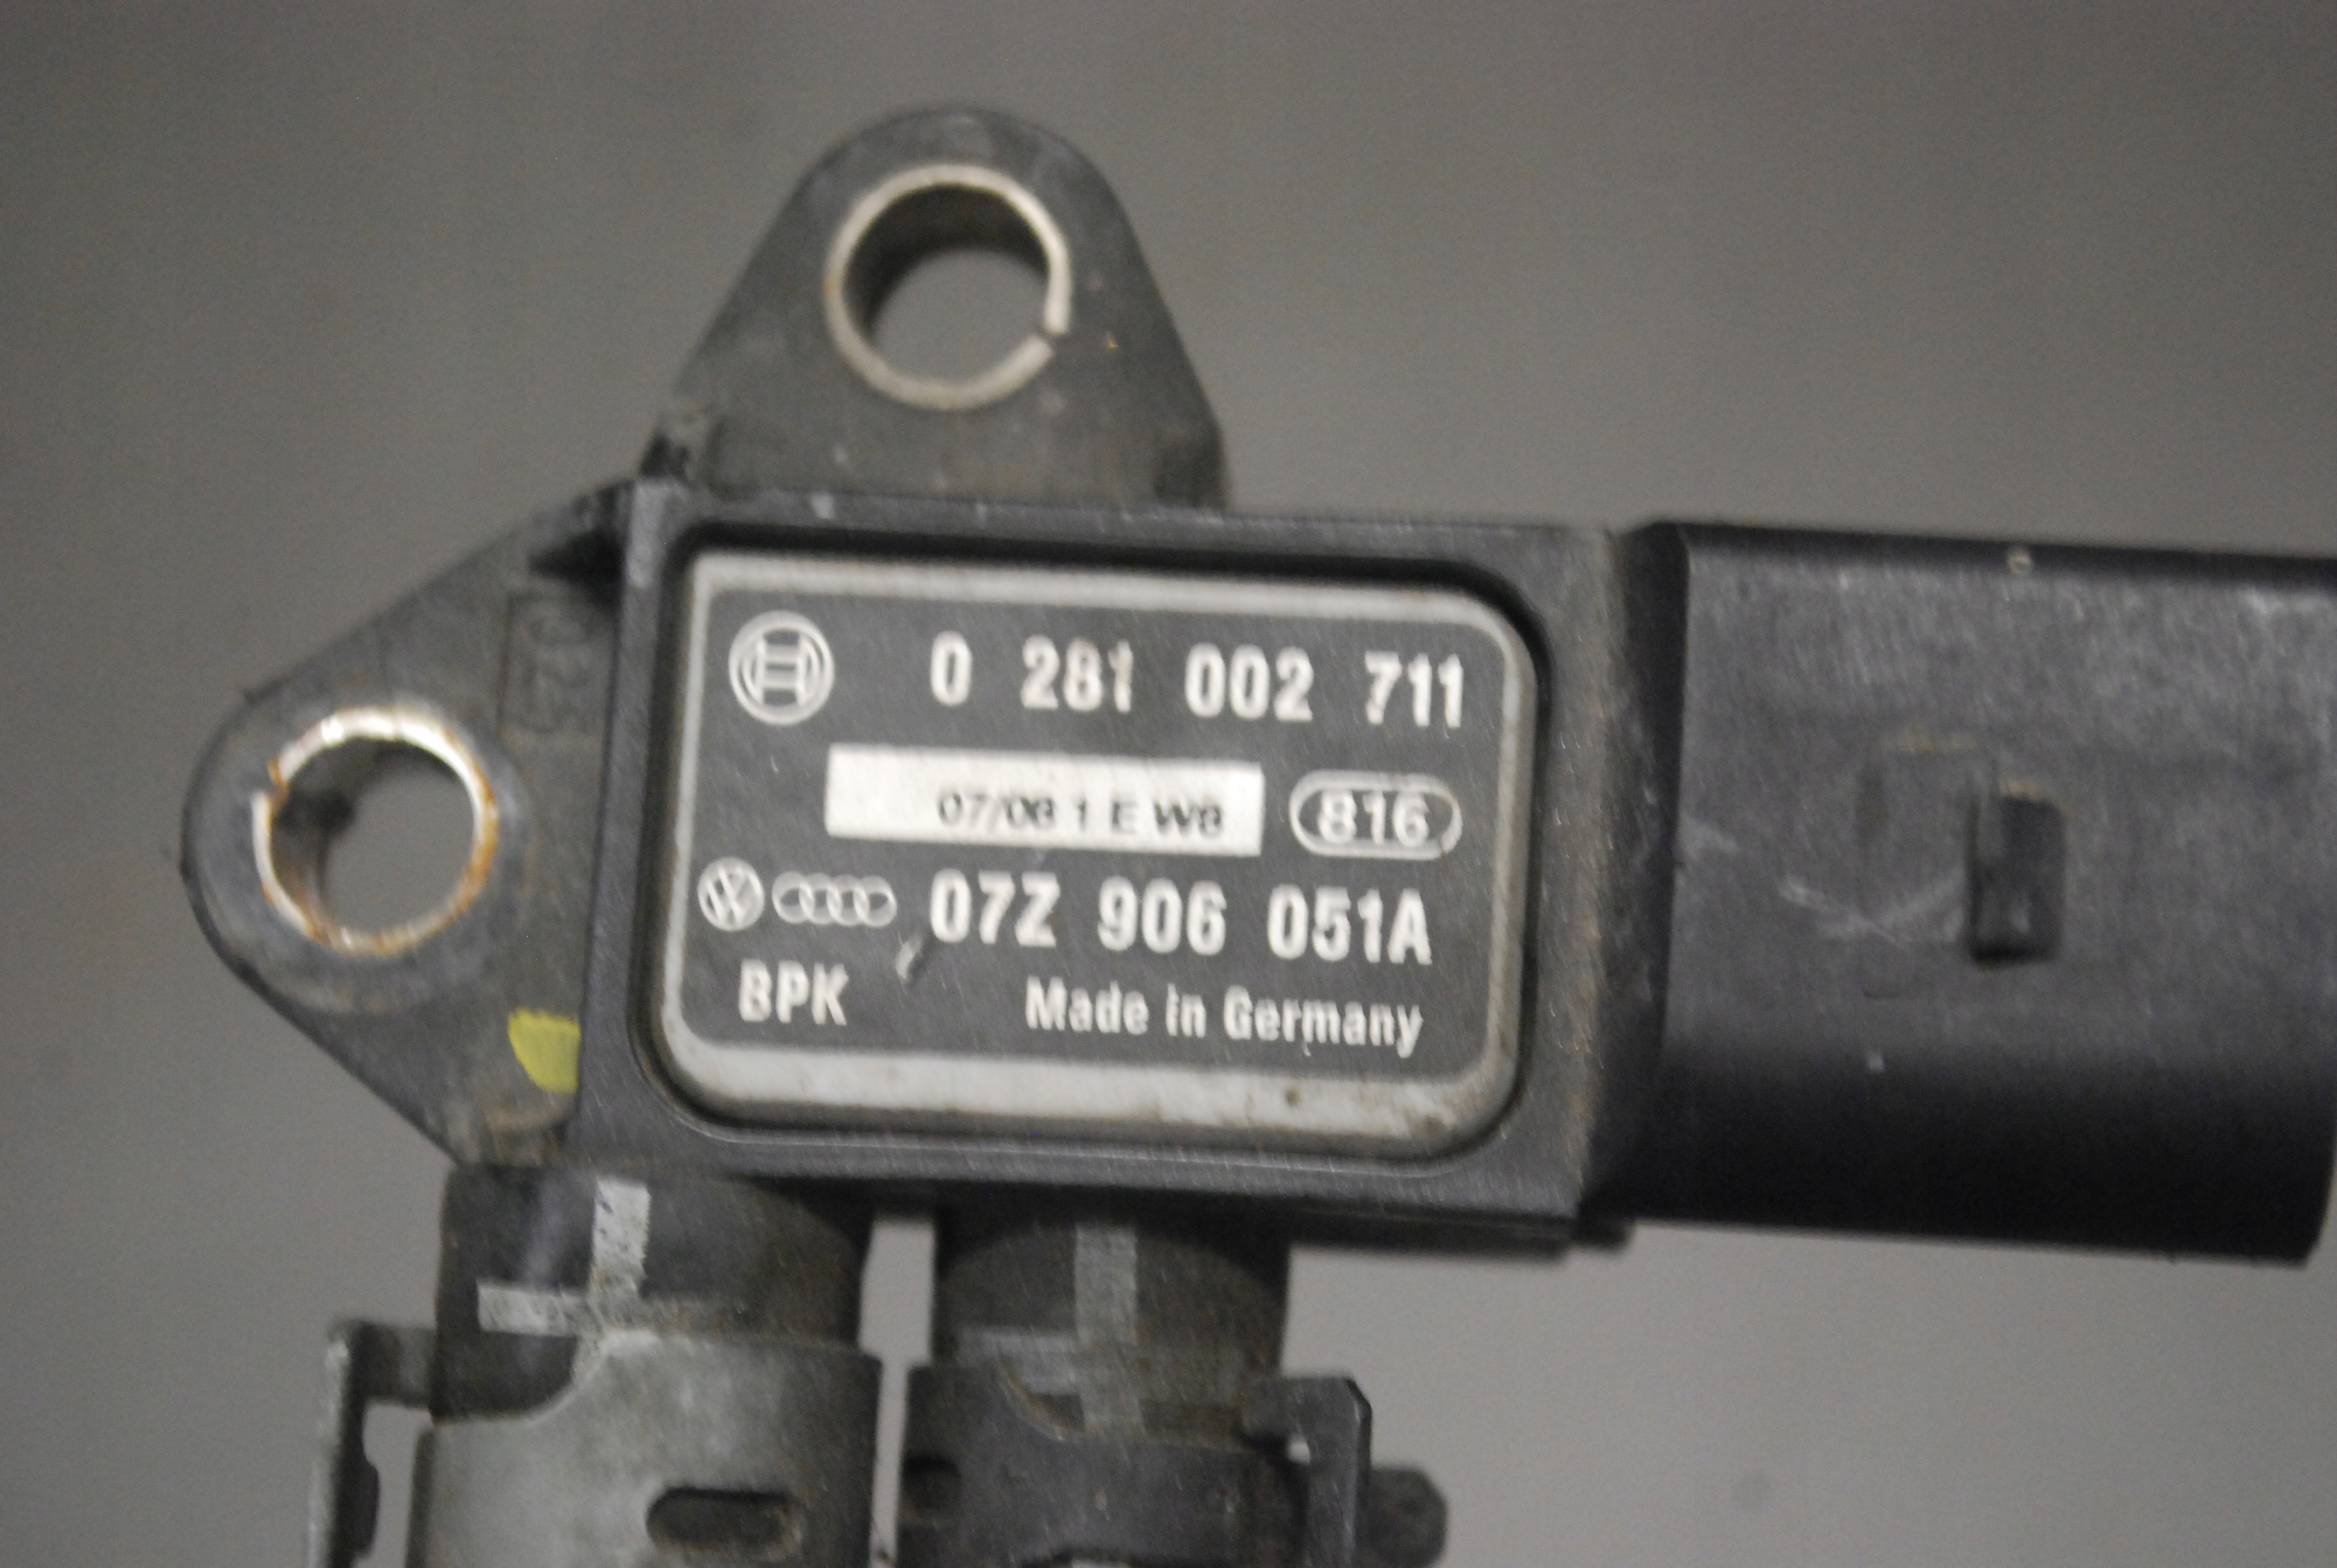 0 281 002 711
07/08 1 E W8
816
07Z 906 051A
BPK Made in Germany